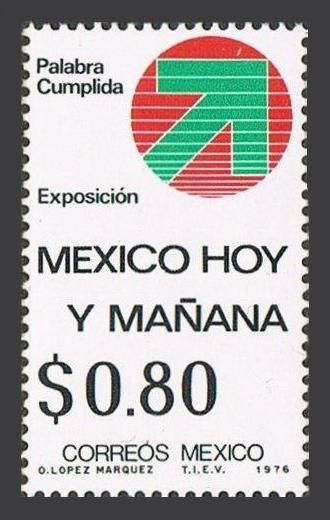 Palabra
Cumplida
Exposición
MEXICO HOY
Y MAÑANA
$0.80
CORREOS MEXICO
O.LOPEZ MARQUEZ T.I.E.V. 1976